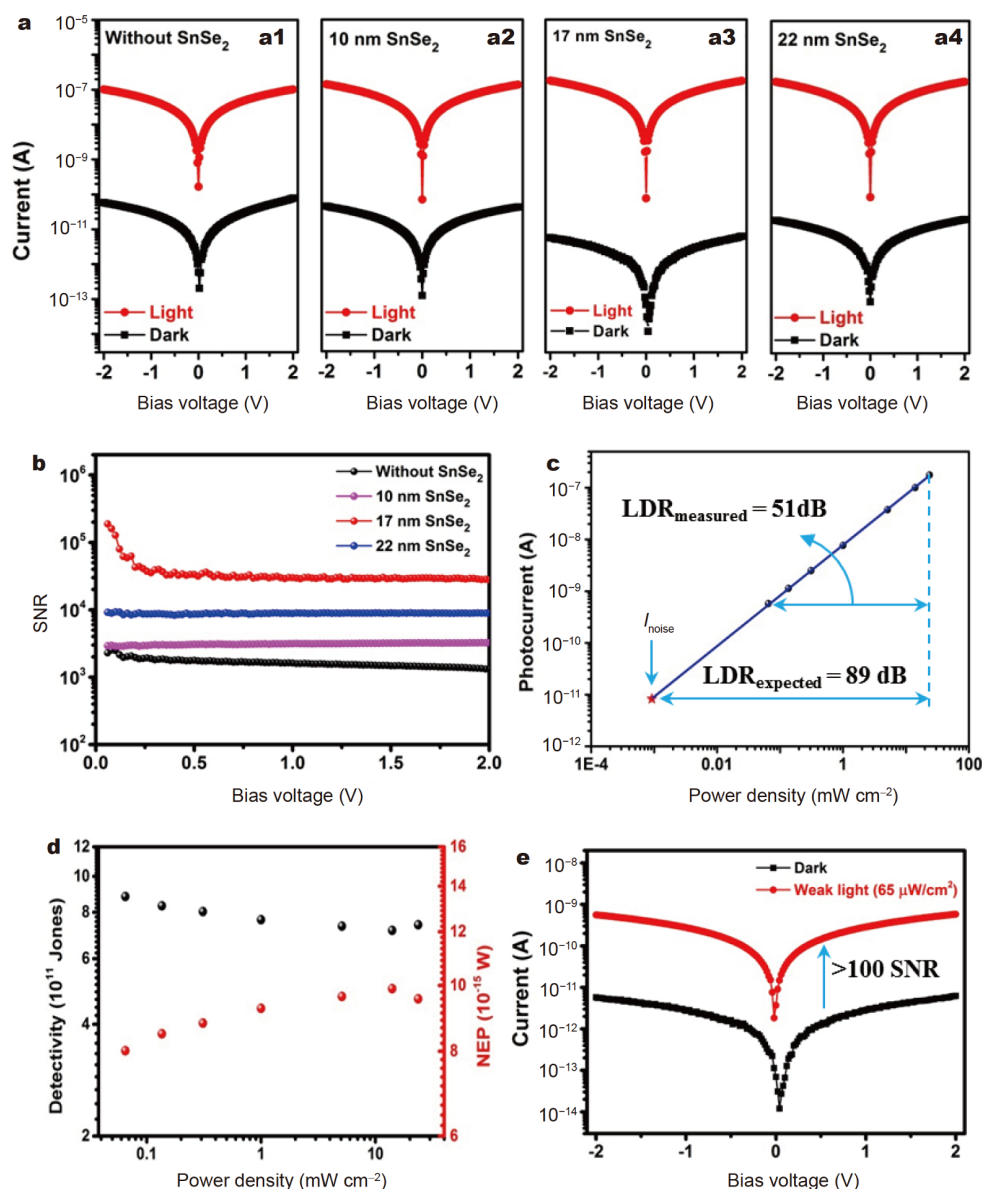 a
Current (A)
10⁻⁵
10⁻⁷
10⁻⁹
10⁻¹¹
10⁻¹³
Without SnSe₂ a1
Light
Dark
-2 -1 0 1 2
Bias voltage (V)
10 nm SnSe₂ a2
Light
Dark
-2 -1 0 1 2
Bias voltage (V)
17 nm SnSe₂ a3
Light
Dark
-2 -1 0 1 2
Bias voltage (V)
22 nm SnSe₂ a4
Light
Dark
-2 -1 0 1 2
Bias voltage (V)
b
SNR
10⁶
10⁵
10⁴
10³
10²
Without SnSe₂
10 nm SnSe₂
17 nm SnSe₂
22 nm SnSe₂
0.0 0.5 1.0 1.5 2.0
Bias voltage (V)
c
Photocurrent (A)
10⁻⁷
10⁻⁸
10⁻⁹
10⁻¹⁰
10⁻¹¹
10⁻¹²
LDRmeasured = 51dB
Inoise
LDRexpected = 89 dB
1E-4 0.01 1 100
Power density (mW cm⁻²)
d
Detectivity (10¹¹ Jones)
12
10
8
6
4
2
16
14
12
10
8
6
NEP (10⁻¹⁵ W)
0.1 1 10
Power density (mW cm⁻²)
e
Current (A)
10⁻⁸
10⁻⁹
10⁻¹⁰
10⁻¹¹
10⁻¹²
10⁻¹³
10⁻¹⁴
Dark
Weak light (65 μW/cm²)
>100 SNR
-2 -1 0 1 2
Bias voltage (V)